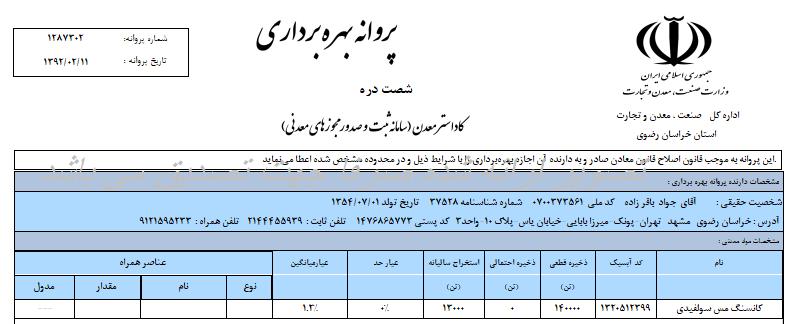 جمهوری اسلامی ایران
وزارت صنعت، معدن و تجارت
اداره کل صنعت ، معدن و تجارت
استان خراسان رضوی
پروانه بهره برداری
شصت دره
کاداستر معدن (سامانه ثبت و صدور مجوزهای معدنی)
شماره پروانه: ۱۲۸۷۳۰۲
تاریخ پروانه : ۱۳۹۲/۰۲/۱۱
این پروانه به موجب قانون اصلاح قانون معادن صادر و به دارنده آن اجازه بهره‌برداری را با شرایط ذیل و در محدوده مشخص شده اعطا می‌نماید.
مشخصات دارنده پروانه بهره برداری :
شخصیت حقیقی : آقای جواد باقر زاده کد ملی ۰۷۰۰۳۷۳۵۶۱ شماره شناسنامه ۳۷۵۲۸ تاریخ تولد ۱۳۵۴/۰۷/۰۱
آدرس: خراسان رضوی مشهد تهران-پونک-میرزا بابایی-خیابان یاس-پلاک ۱۰-واحد۳ کد پستی ۱۴۷۶۸۶۵۷۷۳ تلفن ثابت : ۲۱۴۴۴۵۵۹۳۹ تلفن همراه : ۹۱۲۱۵۹۵۲۳۳
مشخصات مواد معدنی :
نام کد آیسیک ذخیره قطعی (تن) ذخیره احتمالی (تن) استخراج سالیانه (تن) عیار حد عیارمیانگین عناصر همراه
نوع نام مقدار مدول
کانسنگ مس سولفیدی ۱۳۲۰۵۱۲۳۹۹ ۱۴۰۰۰۰ ۰ ۱۳۰۰۰ ۰٪ ۱.۳٪ ----